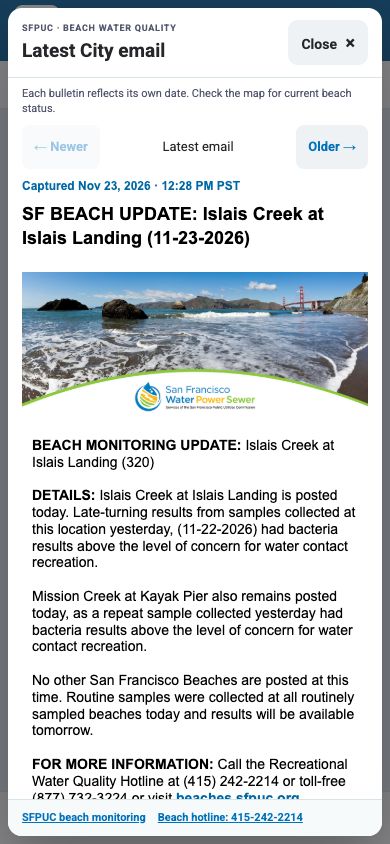 SFPUC · BEACH WATER QUALITY
Latest City email
Close ×
Each bulletin reflects its own date. Check the map for current beach
status.
← Newer
Latest email
Older →
Captured Nov 23, 2026 · 12:28 PM PST
SF BEACH UPDATE: Islais Creek at
Islais Landing (11-23-2026)
San Francisco
Water Power Sewer
Services of the San Francisco Public Utilities Commission
BEACH MONITORING UPDATE: Islais Creek at
Islais Landing (320)
DETAILS: Islais Creek at Islais Landing is posted
today. Late-turning results from samples collected at
this location yesterday, (11-22-2026) had bacteria
results above the level of concern for water contact
recreation.
Mission Creek at Kayak Pier also remains posted
today, as a repeat sample collected yesterday had
bacteria results above the level of concern for water
contact recreation.
No other San Francisco Beaches are posted at this
time. Routine samples were collected at all routinely
sampled beaches today and results will be available
tomorrow.
FOR MORE INFORMATION: Call the Recreational
Water Quality Hotline at (415) 242-2214 or toll-free
(877) 732-3224 or visit beaches.sfpuc.org
SFPUC beach monitoring
Beach hotline: 415-242-2214